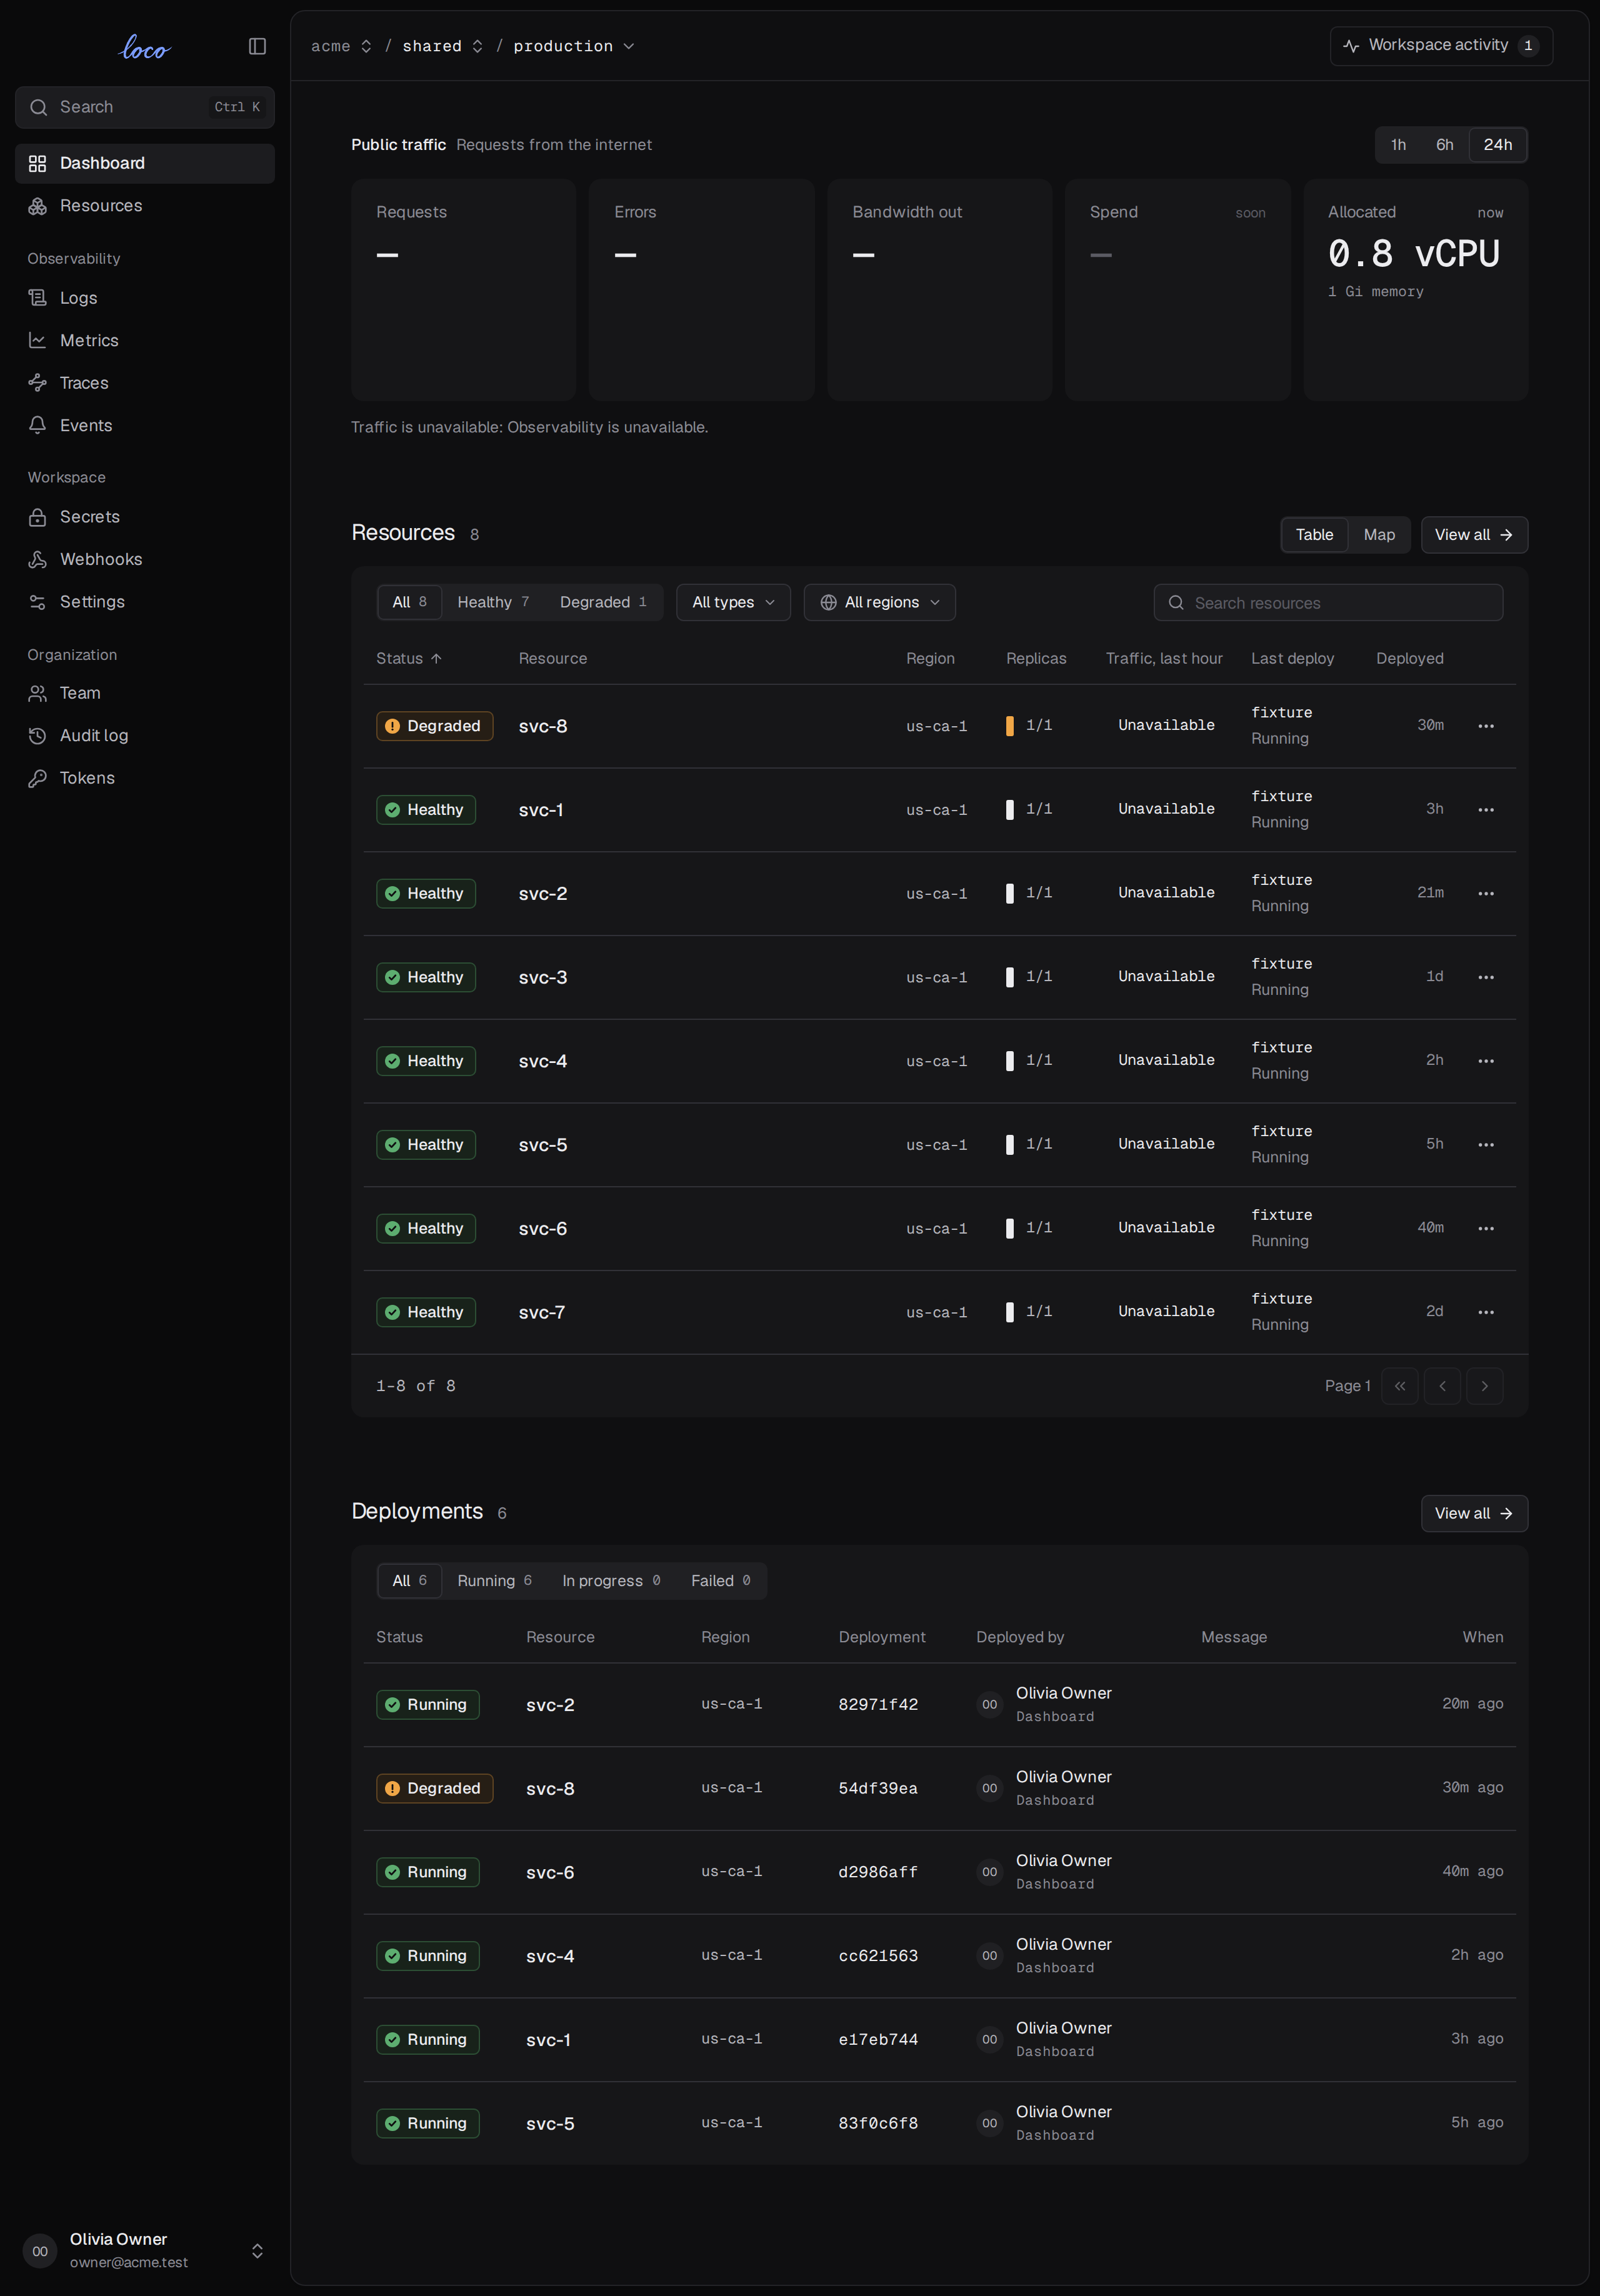 loco
Search Ctrl K
Dashboard
Resources
Observability
Logs
Metrics
Traces
Events
Workspace
Secrets
Webhooks
Settings
Organization
Team
Audit log
Tokens
OO Olivia Owner
owner@acme.test
acme / shared / production
Workspace activity 1
Public traffic Requests from the internet
1h 6h 24h
Requests
—
Errors
—
Bandwidth out
—
Spend soon
—
Allocated now
0.8 vCPU
1 Gi memory
Traffic is unavailable: Observability is unavailable.
Resources 8
Table Map View all
All 8 Healthy 7 Degraded 1 All types All regions Search resources
Status Resource Region Replicas Traffic, last hour Last deploy Deployed
Degraded svc-8 us-ca-1 1/1 Unavailable fixture Running 30m
Healthy svc-1 us-ca-1 1/1 Unavailable fixture Running 3h
Healthy svc-2 us-ca-1 1/1 Unavailable fixture Running 21m
Healthy svc-3 us-ca-1 1/1 Unavailable fixture Running 1d
Healthy svc-4 us-ca-1 1/1 Unavailable fixture Running 2h
Healthy svc-5 us-ca-1 1/1 Unavailable fixture Running 5h
Healthy svc-6 us-ca-1 1/1 Unavailable fixture Running 40m
Healthy svc-7 us-ca-1 1/1 Unavailable fixture Running 2d
1-8 of 8 Page 1
Deployments 6 View all
All 6 Running 6 In progress 0 Failed 0
Status Resource Region Deployment Deployed by Message When
Running svc-2 us-ca-1 82971f42 OO Olivia Owner Dashboard 20m ago
Degraded svc-8 us-ca-1 54df39ea OO Olivia Owner Dashboard 30m ago
Running svc-6 us-ca-1 d2986aff OO Olivia Owner Dashboard 40m ago
Running svc-4 us-ca-1 cc621563 OO Olivia Owner Dashboard 2h ago
Running svc-1 us-ca-1 e17eb744 OO Olivia Owner Dashboard 3h ago
Running svc-5 us-ca-1 83f0c6f8 OO Olivia Owner Dashboard 5h ago